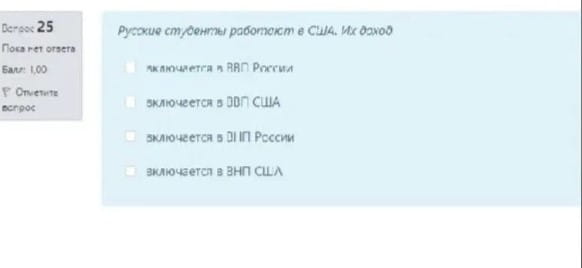 Вопрос 25
Пока нет ответа
Балл: 1,00
Отметить
вопрос
Русские студенты работают в США. Их доход
включается в ВВП России
включается в ВВП США
включается в ВНП России
включается в ВНП США